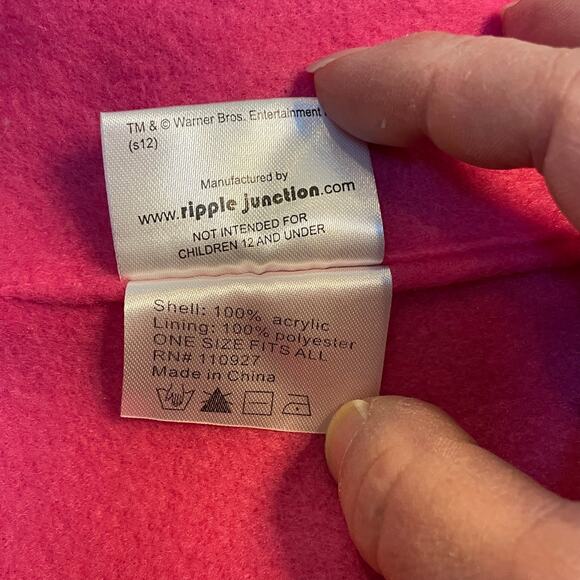 TM & © Warner Bros. Entertainment
(s12)
Manufactured by
www.ripple junction.com
NOT INTENDED FOR
CHILDREN 12 AND UNDER
Shell: 100% acrylic
Lining: 100% polyester
ONE SIZE FITS ALL
RN# 110927
Made in China